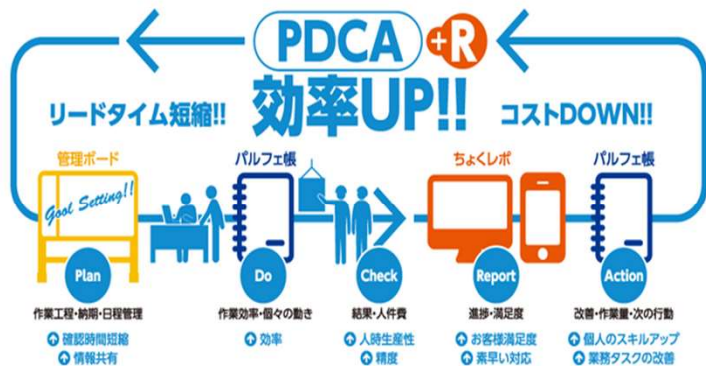 PDCA +R
効率UP!!
リードタイム短縮!!
コストDOWN!!
管理ボード
Gool Setting!!
Plan
作業工程・納期・日程管理
確認時間短縮
情報共有
パルフェ帳
Do
作業効率・個々の動き
効率
Check
結果・人件費
人時生産性
精度
ちょくレポ
Report
進捗・満足度
お客様満足度
素早い対応
パルフェ帳
Action
改善・作業量・次の行動
個人のスキルアップ
業務タスクの改善